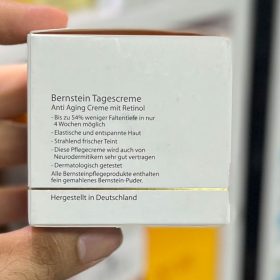 Bernstein Tagescreme
Anti Aging Creme mit Retinol
- Bis zu 54% weniger Faltentiefe in nur
4 Wochen möglich
- Elastische und entspannte Haut
- Strahlend frischer Teint
- Diese Pflegecreme wird auch von
Neurodermitikern sehr gut vertragen
- Dermatologisch getestet
Alle Bernsteinpflegeprodukte enthalten
fein gemahlenes Bernstein-Puder.
Hergestellt in Deutschland